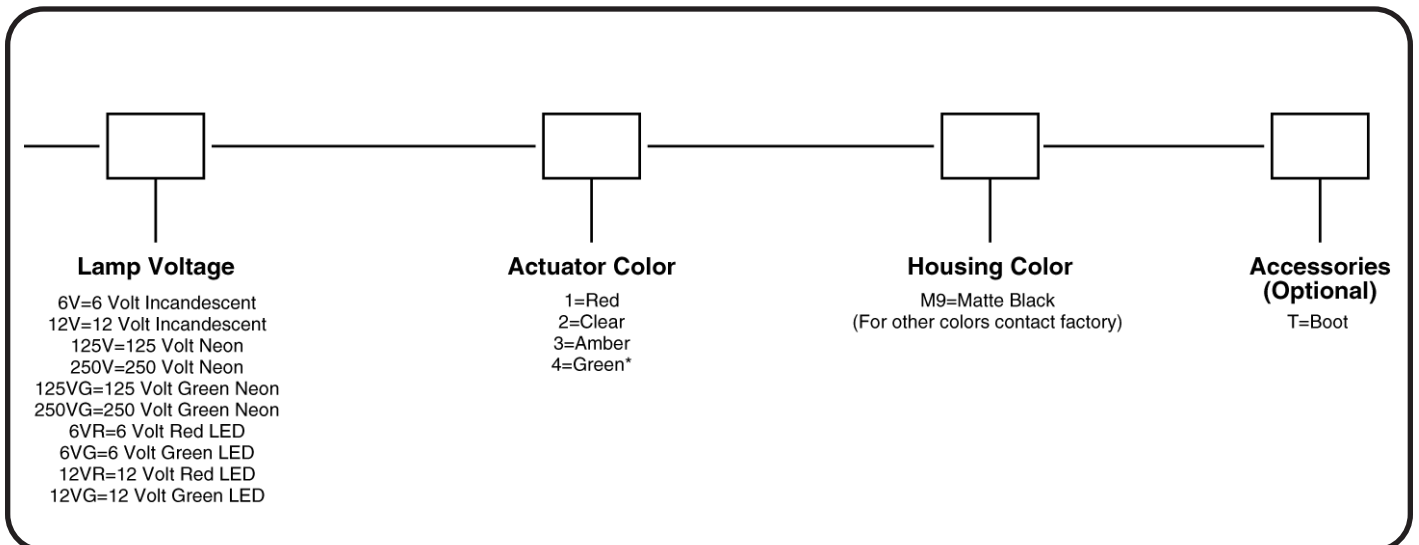 Lamp Voltage
6V=6 Volt Incandescent
12V=12 Volt Incandescent
125V=125 Volt Neon
250V=250 Volt Neon
125VG=125 Volt Green Neon
250VG=250 Volt Green Neon
6VR=6 Volt Red LED
6VG=6 Volt Green LED
12VR=12 Volt Red LED
12VG=12 Volt Green LED
Actuator Color
1=Red
2=Clear
3=Amber
4=Green*
Housing Color
M9=Matte Black
(For other colors contact factory)
Accessories
(Optional)
T=Boot